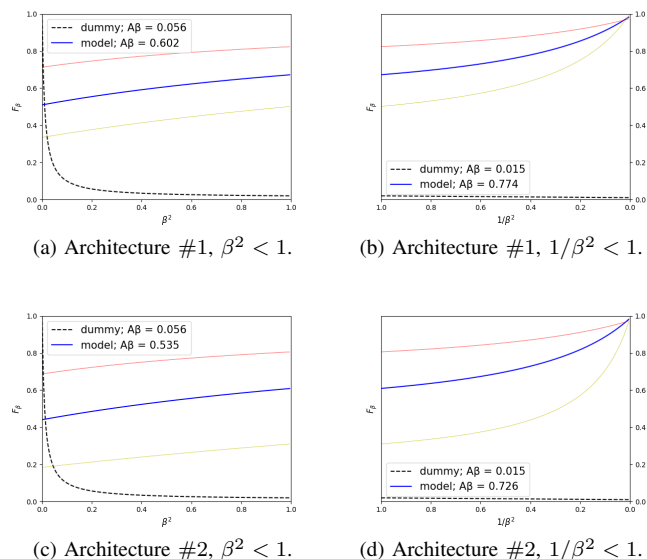 1.0
0.8
0.6
0.4
0.2
0.0
Fβ
dummy; Aβ = 0.056
model; Aβ = 0.602
0.0 0.2 0.4 0.6 0.8 1.0
β²
(a) Architecture #1, β² < 1.
1.0
0.8
0.6
0.4
0.2
0.0
Fβ
dummy; Aβ = 0.015
model; Aβ = 0.774
1.0 0.8 0.6 0.4 0.2 0.0
1/β²
(b) Architecture #1, 1/β² < 1.
1.0
0.8
0.6
0.4
0.2
0.0
Fβ
dummy; Aβ = 0.056
model; Aβ = 0.535
0.0 0.2 0.4 0.6 0.8 1.0
β²
(c) Architecture #2, β² < 1.
1.0
0.8
0.6
0.4
0.2
0.0
Fβ
dummy; Aβ = 0.015
model; Aβ = 0.726
1.0 0.8 0.6 0.4 0.2 0.0
1/β²
(d) Architecture #2, 1/β² < 1.